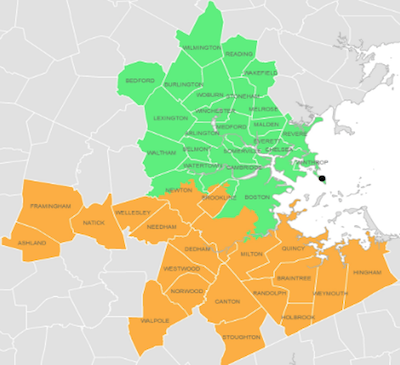 WILMINGTON
READING
WAKEFIELD
BEDFORD
BURLINGTON
WOBURN
STONEHAM
WINCHESTER
MELROSE
LEXINGTON
MEDFORD
MALDEN
REVERE
ARLINGTON
EVERETT
BELMONT
SOMERVILLE
CHELSEA
WALTHAM
WINTHROP
WATERTOWN
CAMBRIDGE
NEWTON
BROOKLINE
BOSTON
FRAMINGHAM
WELLESLEY
NATICK
NEEDHAM
ASHLAND
DEDHAM
MILTON
QUINCY
WESTWOOD
BRAINTREE
HINGHAM
NORWOOD
RANDOLPH
WEYMOUTH
CANTON
HOLBROOK
WALPOLE
STOUGHTON